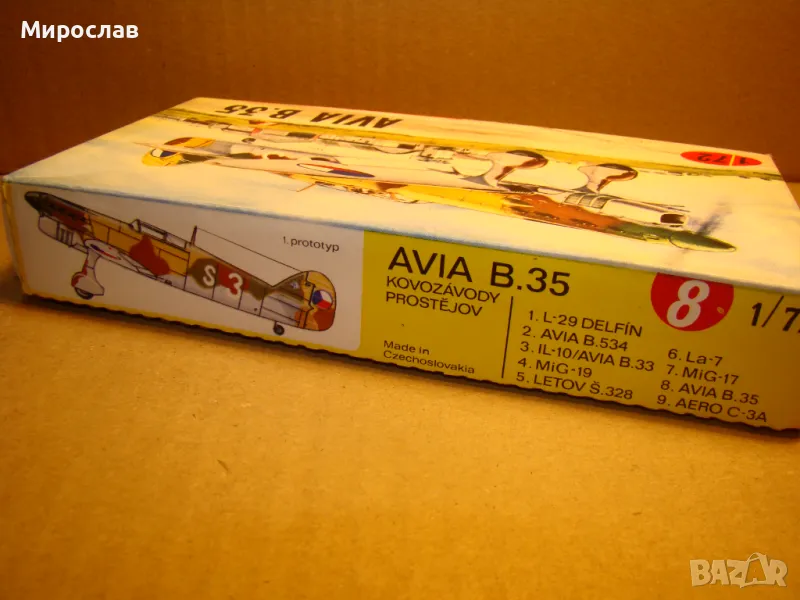 Мирослав
AVIA B.35
1/72
1. prototyp
S 3
AVIA B.35
KOVOZÁVODY
PROSTĚJOV
Made in
Czechoslovakia
8
1/7
1. L-29 DELFÍN
2. AVIA B.534
3. IL-10/AVIA B.33
4. MiG-19
5. LETOV Š.328
6. La-7
7. MiG-17
8. AVIA B.35
9. AERO C-3A
BAZAR